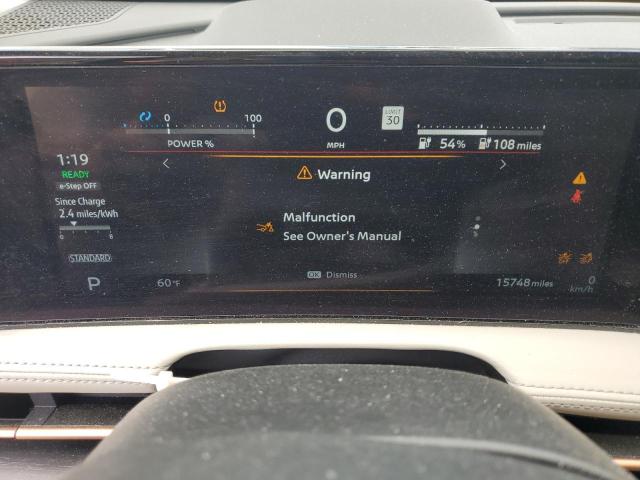 0 100
POWER %
0
MPH
LIMIT
30
54% 108 miles
1:19
READY
e-Step OFF
Since Charge
2.4 miles/kWh
0 6
STANDARD
P
60°F
Warning
Malfunction
See Owner's Manual
OK Dismiss
15748 miles
0
km/h